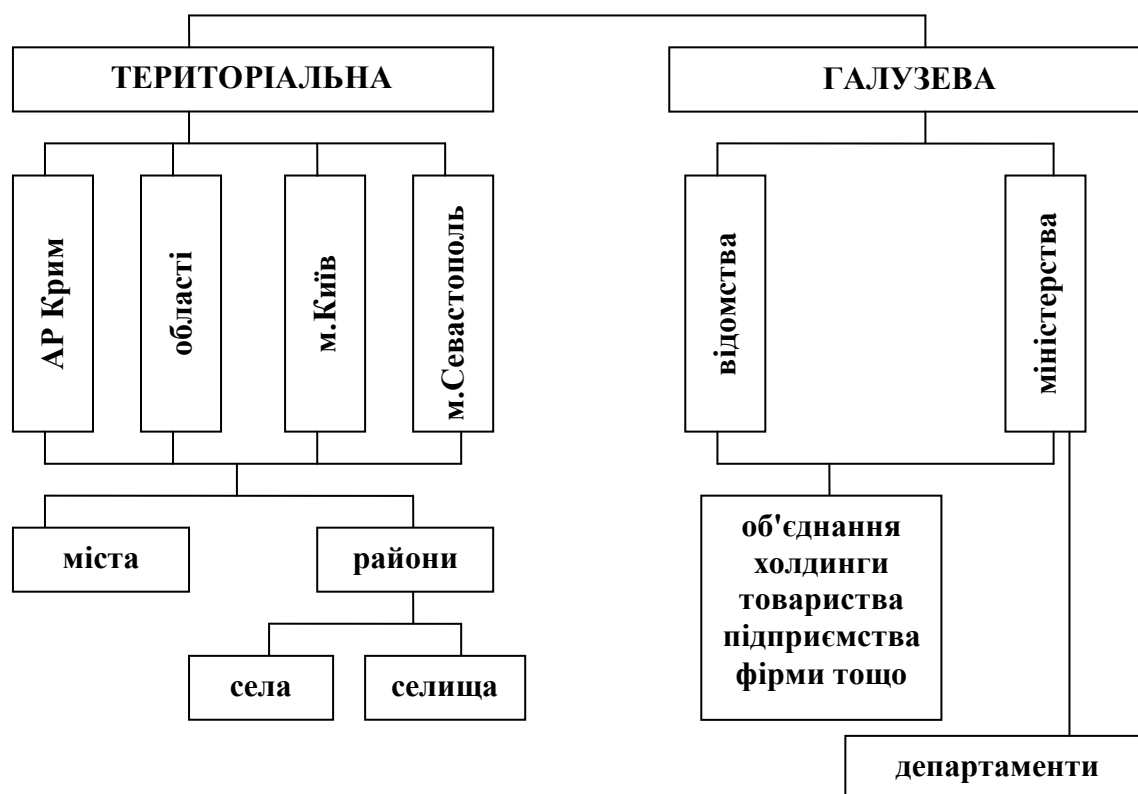 ТЕРИТОРІАЛЬНА
ГАЛУЗЕВА
АР Крим
області
м.Київ
м.Севастополь
відомства
міністерства
міста
райони
села
селища
об'єднання
холдинги
товариства
підприємства
фірми тощо
департаменти